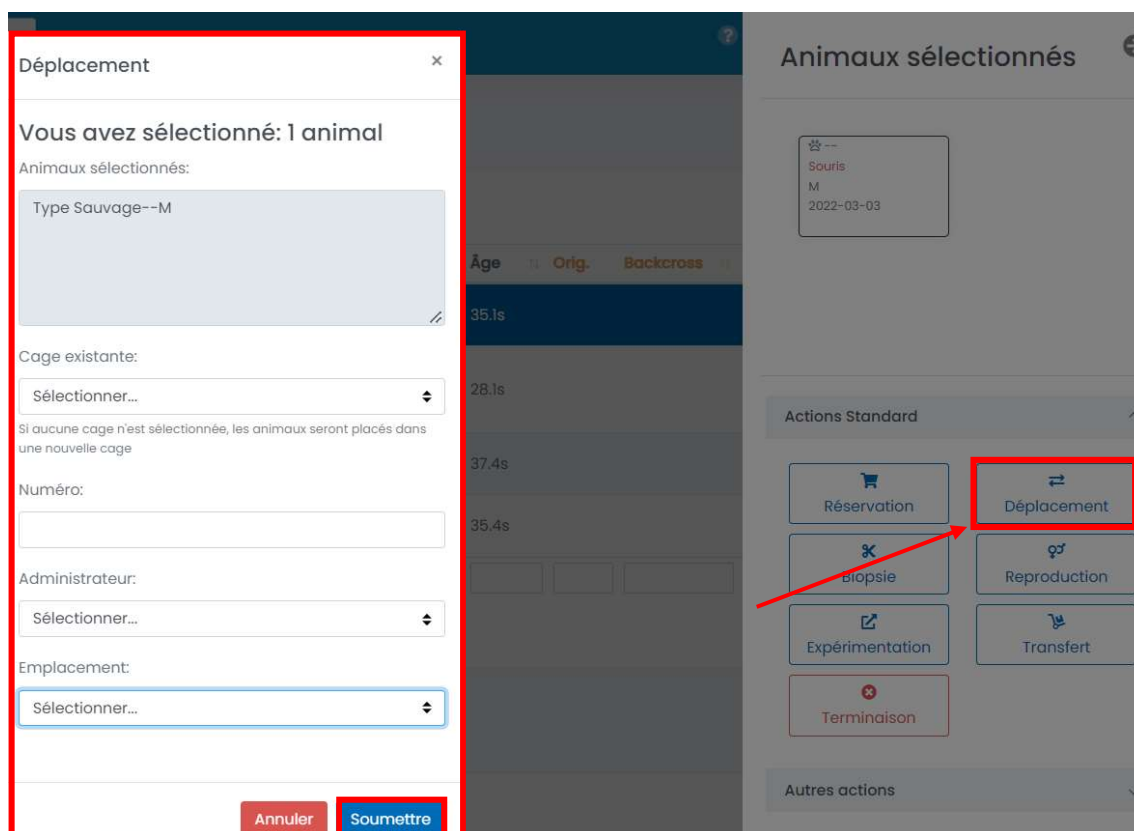 Déplacement
×
Vous avez sélectionné: 1 animal
Animaux sélectionnés:
Type Sauvage--M
Cage existante:
Sélectionner...
Si aucune cage n'est sélectionnée, les animaux seront placés dans
une nouvelle cage
Numéro:
Administrateur:
Sélectionner...
Emplacement:
Sélectionner...
Annuler
Soumettre
?
Âge
Orig.
Backcross
35.1s
28.1s
37.4s
35.4s
Animaux sélectionnés
--
Souris
M
2022-03-03
Actions Standard
Réservation
Déplacement
Biopsie
Reproduction
Expérimentation
Transfert
Terminaison
Autres actions